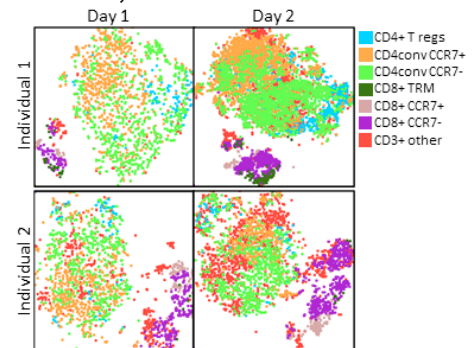 Day 1
Day 2
Individual 1
CD4+ T regs
CD4conv CCR7+
CD4conv CCR7-
CD8+ TRM
CD8+ CCR7+
CD8+ CCR7-
CD3+ other
Individual 2